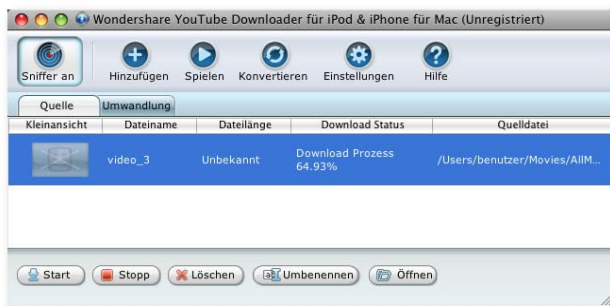 Wondershare YouTube Downloader für iPod & iPhone für Mac (Unregistriert)
Sniffer an Hinzufügen Spielen Konvertieren Einstellungen Hilfe
Quelle Umwandlung
Kleinansicht Dateiname Dateilänge Download Status Quelldatei
video_3 Unbekannt Download Prozess 64.93% /Users/benutzer/Movies/AllM...
Start Stopp Löschen Umbenennen Öffnen